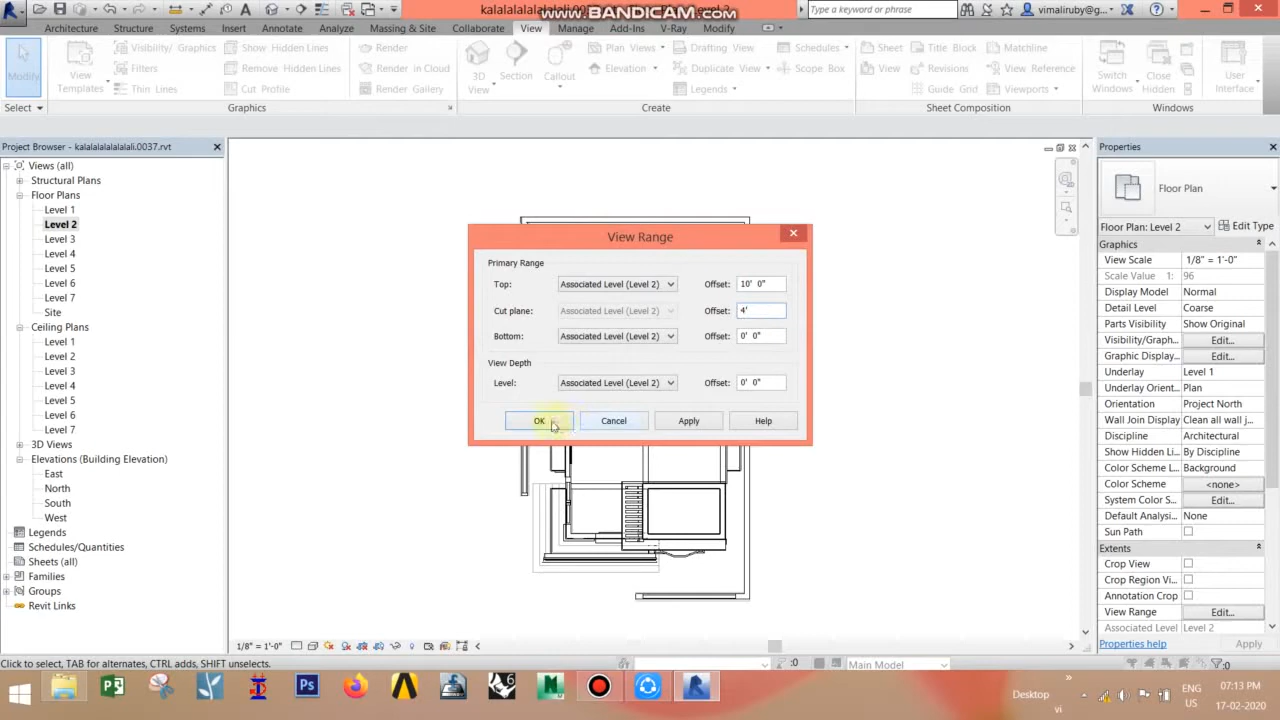 kalalalalalalali.0037
www.BANDICAM.com
Type a keyword or phrase
vimaliruby@...
Architecture Structure Systems Insert Annotate Analyze Massing & Site Collaborate View Manage Add-Ins V-Ray Modify
Modify
View Templates
Visibility/ Graphics
Filters
Thin Lines
Show Hidden Lines
Remove Hidden Lines
Cut Profile
Render
Render in Cloud
Render Gallery
3D View
Section
Callout
Plan Views
Elevation
Drafting View
Duplicate View
Legends
Schedules
Scope Box
Sheet
View
Title Block
Revisions
Guide Grid
Matchline
View Reference
Viewports
Switch Windows
Close Hidden
User Interface
Select
Graphics
Create
Sheet Composition
Windows
Project Browser - kalalalalalalali.0037.rvt
Views (all)
Structural Plans
Floor Plans
Level 1
Level 2
Level 3
Level 4
Level 5
Level 6
Level 7
Site
Ceiling Plans
Level 1
Level 2
Level 3
Level 4
Level 5
Level 6
Level 7
3D Views
Elevations (Building Elevation)
East
North
South
West
Legends
Schedules/Quantities
Sheets (all)
Families
Groups
Revit Links
View Range
Primary Range
Top: Associated Level (Level 2) Offset: 10' 0"
Cut plane: Associated Level (Level 2) Offset: 4'
Bottom: Associated Level (Level 2) Offset: 0' 0"
View Depth
Level: Associated Level (Level 2) Offset: 0' 0"
OK Cancel Apply Help
Properties
Floor Plan
Floor Plan: Level 2 Edit Type
Graphics
View Scale 1/8" = 1'-0"
Scale Value 1: 96
Display Model Normal
Detail Level Coarse
Parts Visibility Show Original
Visibility/Graph... Edit...
Graphic Display... Edit...
Underlay Level 1
Underlay Orient... Plan
Orientation Project North
Wall Join Display Clean all wall j...
Discipline Architectural
Show Hidden Li... By Discipline
Color Scheme L... Background
Color Scheme <none>
System Color S... Edit...
Default Analysi... None
Sun Path
Extents
Crop View
Crop Region Vi...
Annotation Crop
View Range Edit...
Associated Level Level 2
Properties help Apply
1/8" = 1'-0"
Click to select, TAB for alternates, CTRL adds, SHIFT unselects.
:0
Main Model
:0
Desktop
vi
ENG
US
07:13 PM
17-02-2020